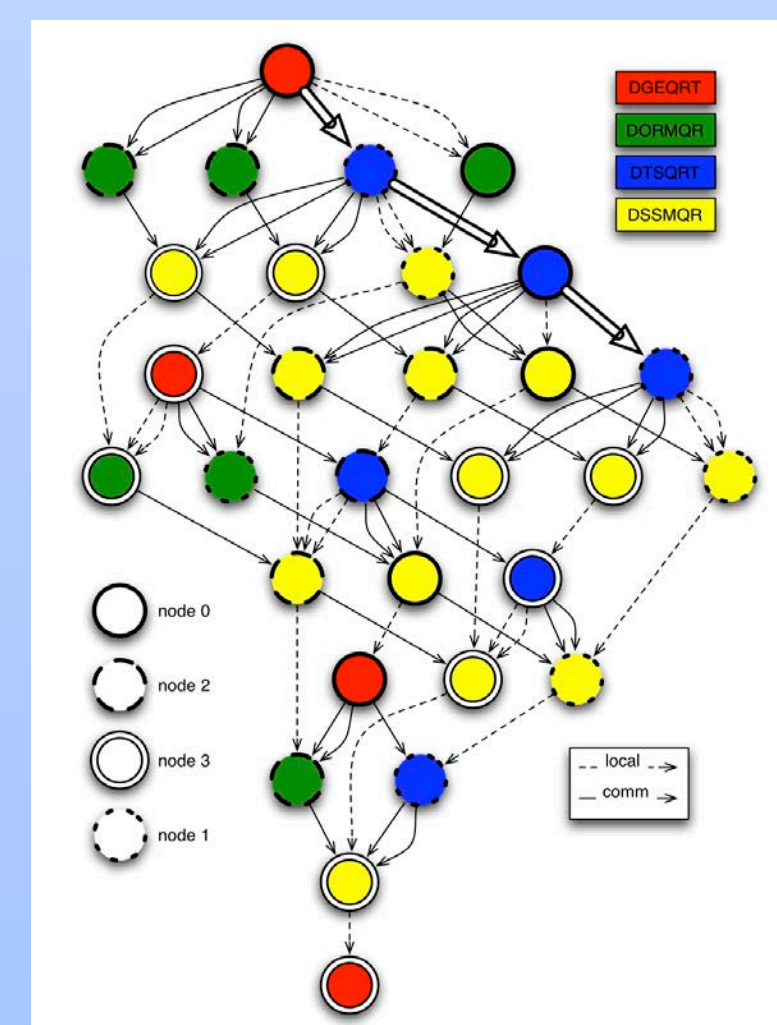 DGEQRT
DORMQR
DTSQRT
DSSMQR
node 0
node 2
node 3
node 1
local
comm